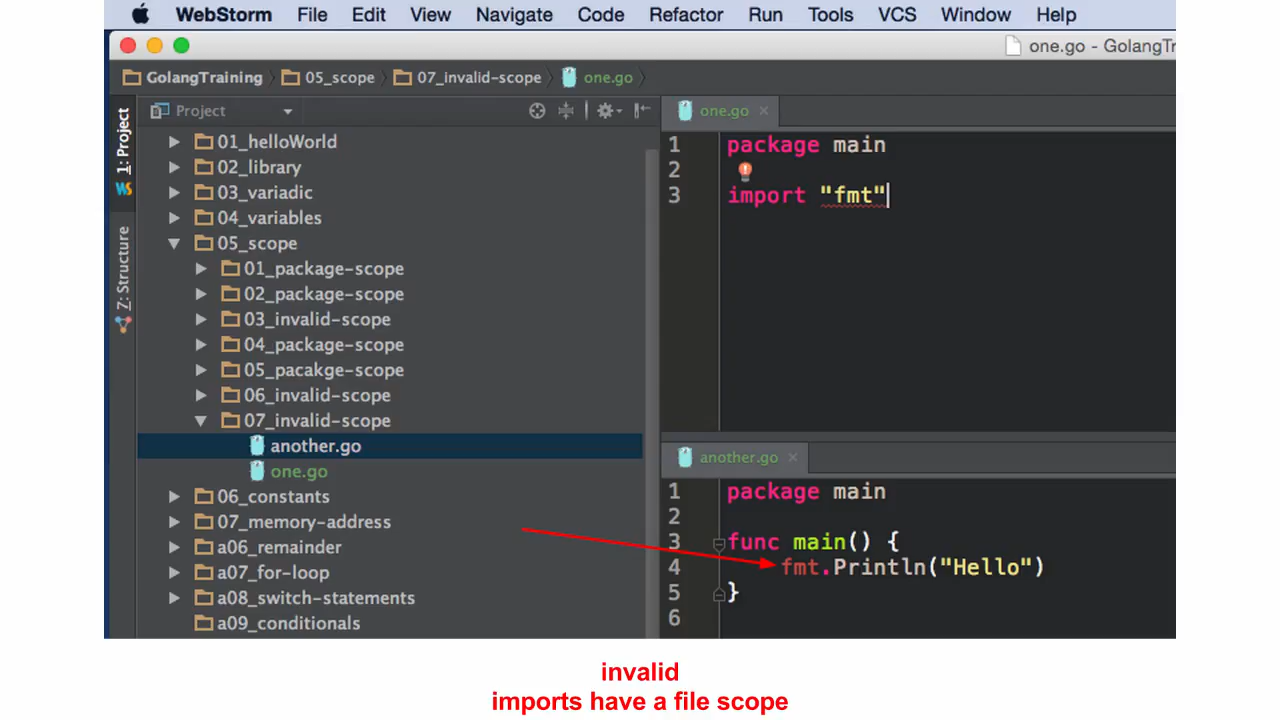 WebStorm File Edit View Navigate Code Refactor Run Tools VCS Window Help
one.go - GolangTr
GolangTraining 05_scope 07_invalid-scope one.go
1: Project
Z: Structure
Project
01_helloWorld
02_library
03_variadic
04_variables
05_scope
01_package-scope
02_package-scope
03_invalid-scope
04_package-scope
05_pacakge-scope
06_invalid-scope
07_invalid-scope
another.go
one.go
06_constants
07_memory-address
a06_remainder
a07_for-loop
a08_switch-statements
a09_conditionals
one.go ×
1 package main
2
3 import "fmt"
another.go ×
1 package main
2
3 func main() {
4 fmt.Println("Hello")
5 }
6
invalid
imports have a file scope